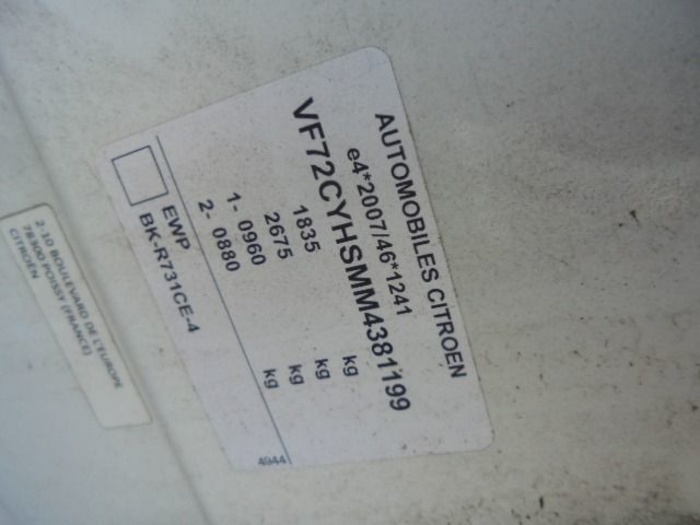 AUTOMOBILES CITROEN
e4*2007/46*1241
VF72CYHSMM4381199
1835 kg
2675 kg
1- 0960 kg
2- 0880 kg
EWP
BK-R731CE-4
4944
2-10 BOULEVARD DE L'EUROPE
78300 POISSY (FRANCE)
CITROËN